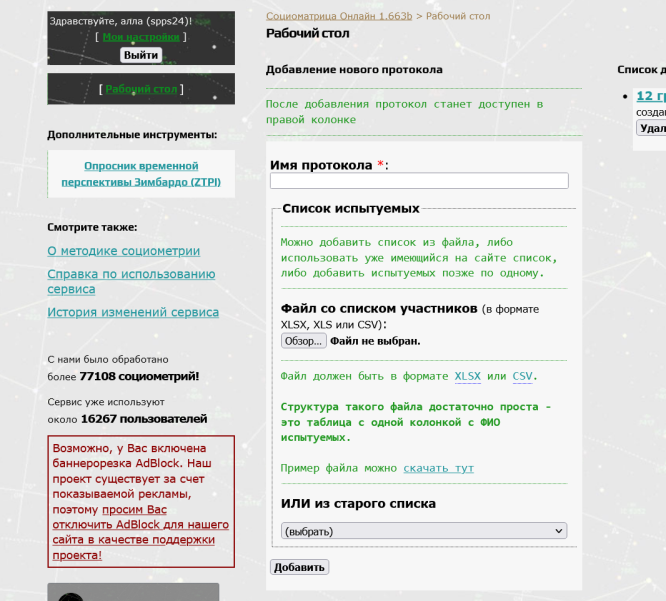 Здравствуйте, алла (spps24)!
[ Мои настройки ]
Выйти
[ Рабочий стол ]
Дополнительные инструменты:
Опросник временной
перспективы Зимбардо (ZTPI)
Смотрите также:
О методике социометрии
Справка по использованию
сервиса
История изменений сервиса
С нами было обработано
более 77108 социометрий!
Сервис уже используют
около 16267 пользователей
Возможно, у Вас включена
баннерорезка AdBlock. Наш
проект существует за счет
показываемой рекламы,
поэтому просим Вас
отключить AdBlock для нашего
сайта в качестве поддержки
проекта!
Социоматрица Онлайн 1.663b > Рабочий стол
Рабочий стол
Добавление нового протокола
После добавления протокол станет доступен в
правой колонке
Имя протокола *:
Список испытуемых
Можно добавить список из файла, либо
использовать уже имеющийся на сайте список,
либо добавить испытуемых позже по одному.
Файл со списком участников (в формате
XLSX, XLS или CSV):
Обзор... Файл не выбран.
Файл должен быть в формате XLSX или CSV.
Структура такого файла достаточно проста -
это таблица с одной колонкой с ФИО
испытуемых.
Пример файла можно скачать тут
ИЛИ из старого списка
(выбрать)
Добавить
Список д
12 гр
созда
Удал